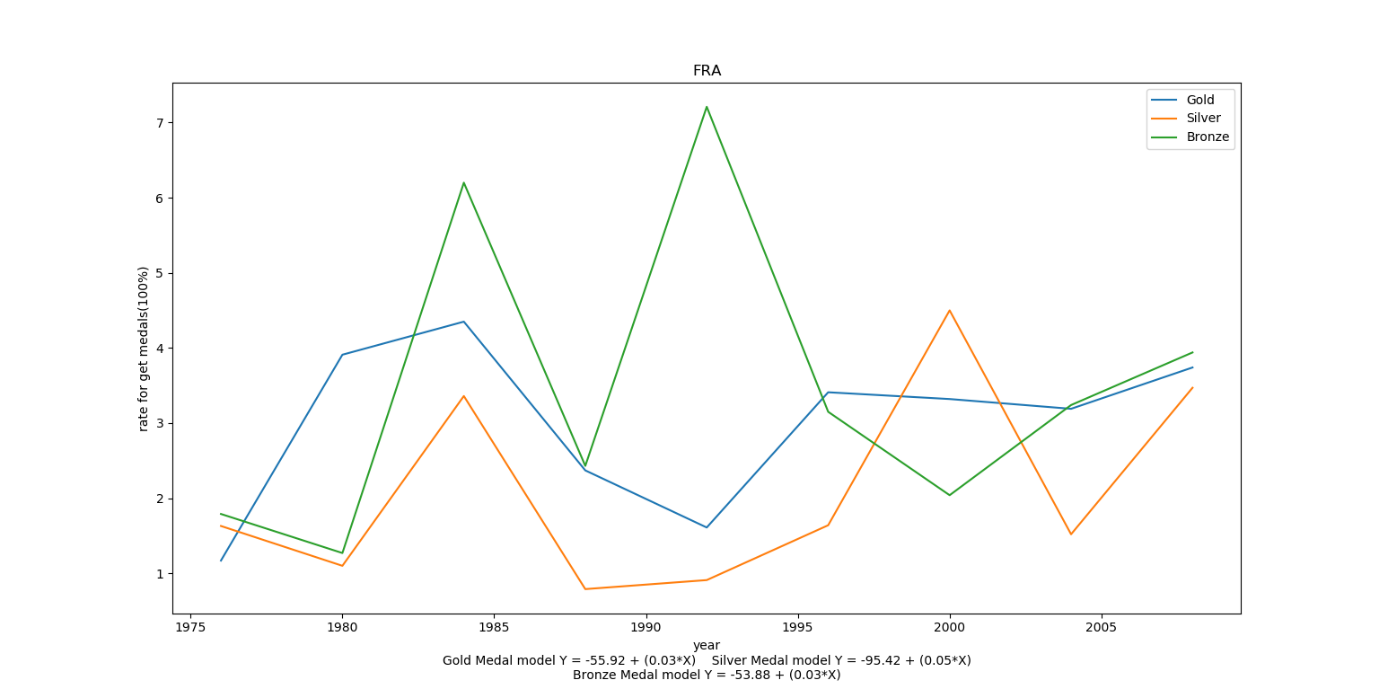 FRA
Gold
Silver
Bronze
rate for get medals(100%)
7
6
5
4
3
2
1
1975 1980 1985 1990 1995 2000 2005
year
Gold Medal model Y = -55.92 + (0.03*X) Silver Medal model Y = -95.42 + (0.05*X)
Bronze Medal model Y = -53.88 + (0.03*X)